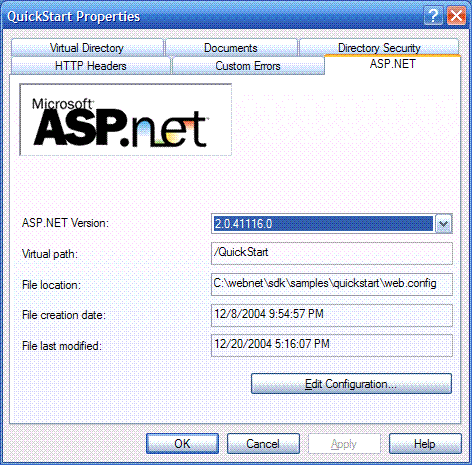 QuickStart Properties
Virtual Directory Documents Directory Security
HTTP Headers Custom Errors ASP.NET
Microsoft®
ASP.net
ASP.NET Version: 2.0.41116.0
Virtual path: /QuickStart
File location: C:\webnet\sdk\samples\quickstart\web.config
File creation date: 12/8/2004 9:54:57 PM
File last modified: 12/20/2004 5:16:07 PM
Edit Configuration...
OK Cancel Apply Help